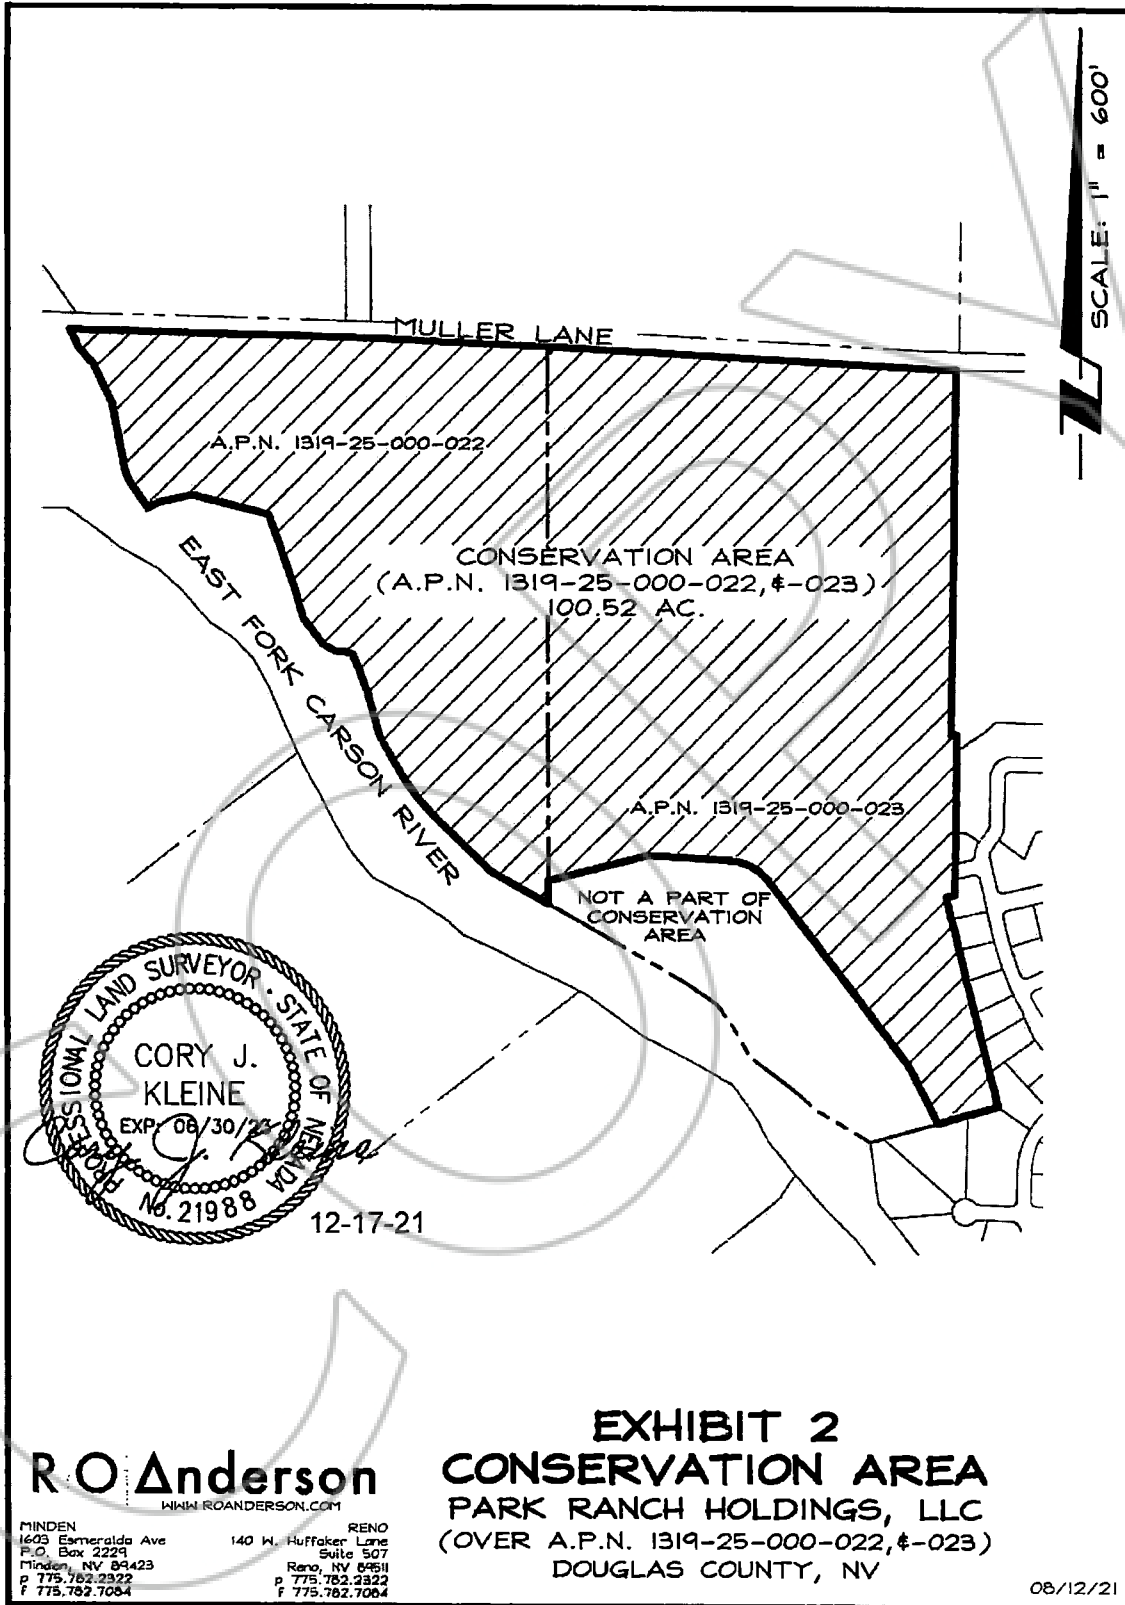 SCALE: 1" = 600'
MULLER LANE
A.P.N. 1319-25-000-022
CONSERVATION AREA
(A.P.N. 1319-25-000-022,&-023)
100.52 AC.
EAST FORK CARSON RIVER
A.P.N. 1319-25-000-023
NOT A PART OF
CONSERVATION
AREA
PROFESSIONAL LAND SURVEYOR · STATE OF NEVADA
CORY J.
KLEINE
EXP: 06/30/
No. 21988
12-17-21
EXHIBIT 2
CONSERVATION AREA
PARK RANCH HOLDINGS, LLC
(OVER A.P.N. 1319-25-000-022,&-023)
DOUGLAS COUNTY, NV
R O Anderson
WWW.ROANDERSON.COM
MINDEN
1603 Esmeralda Ave
P.O. Box 2229
Minden, NV 89423
p 775.782.2322
f 775.782.7084
RENO
140 W. Huffaker Lane
Suite 507
Reno, NV 89511
p 775.782.2322
f 775.782.7084
08/12/21